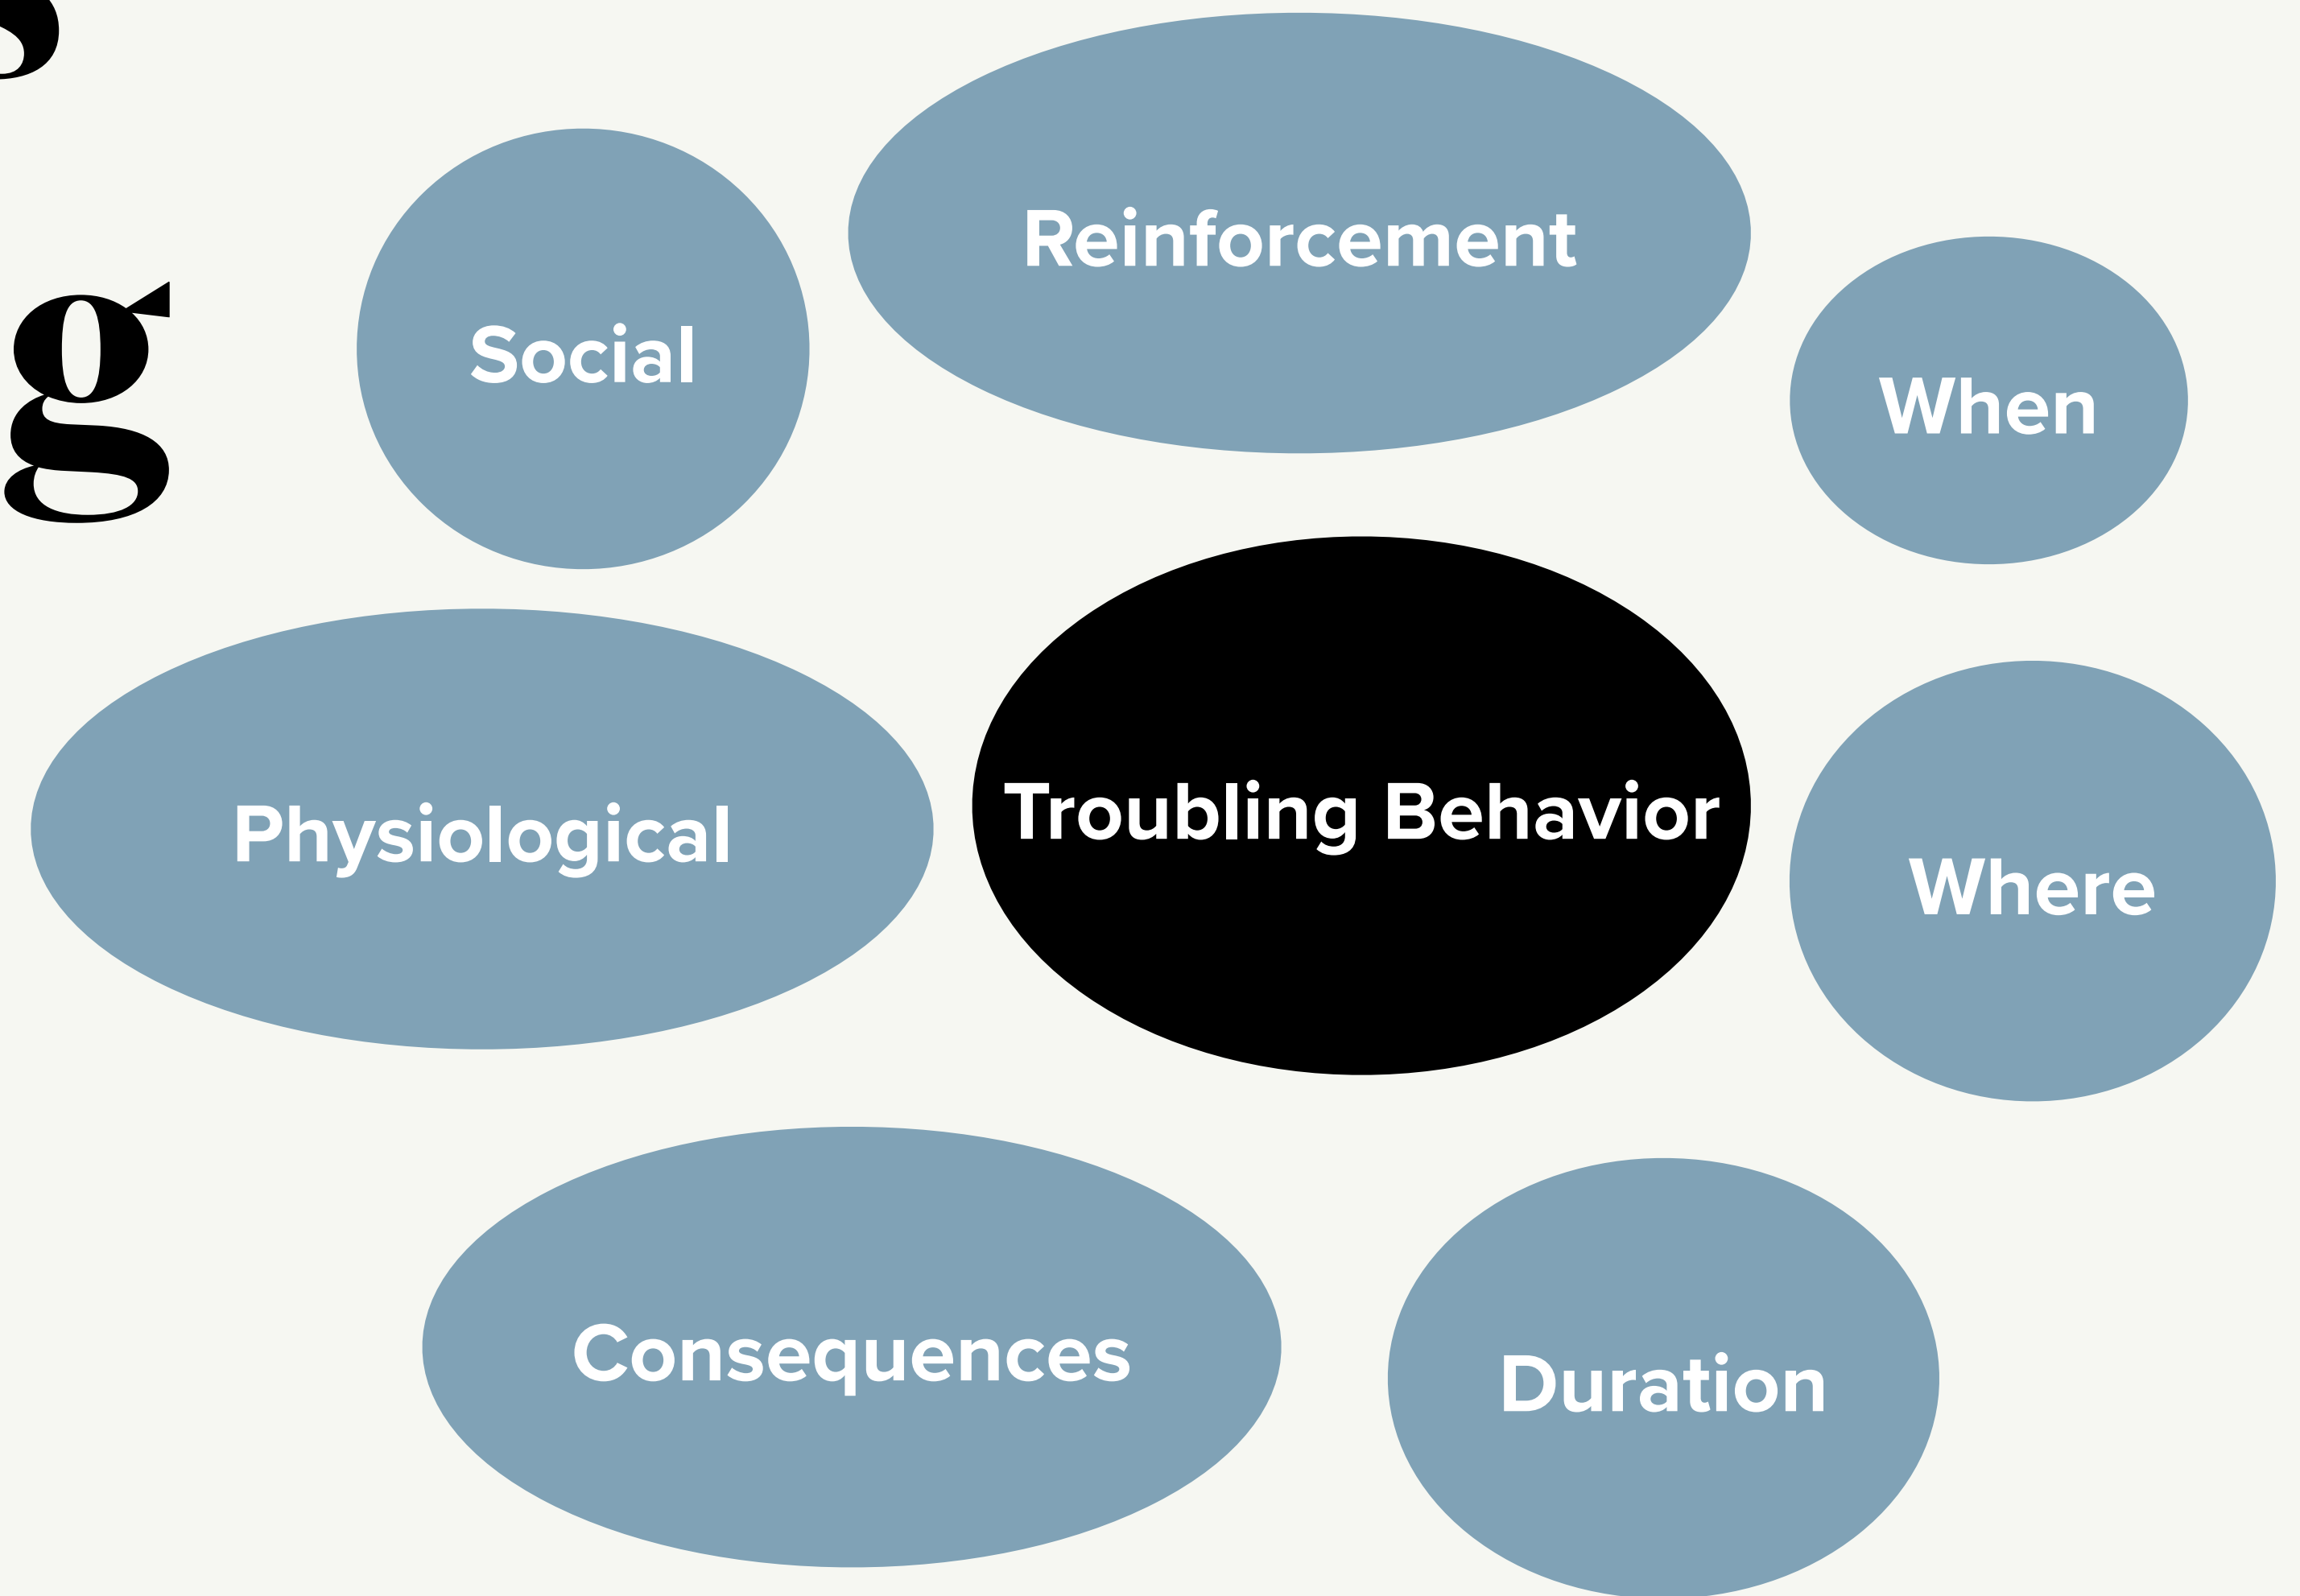 g
Social
Reinforcement
When
Physiological
Troubling Behavior
Where
Consequences
Duration